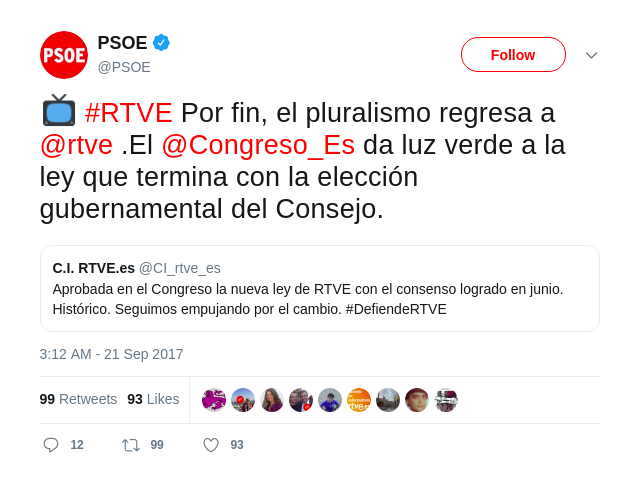 PSOE
PSOE
@PSOE
Follow
#RTVE Por fin, el pluralismo regresa a
@rtve .El @Congreso_Es da luz verde a la
ley que termina con la elección
gubernamental del Consejo.
C.I. RTVE.es @CI_rtve_es
Aprobada en el Congreso la nueva ley de RTVE con el consenso logrado en junio.
Histórico. Seguimos empujando por el cambio. #DefiendeRTVE
3:12 AM - 21 Sep 2017
99 Retweets 93 Likes
12 99 93